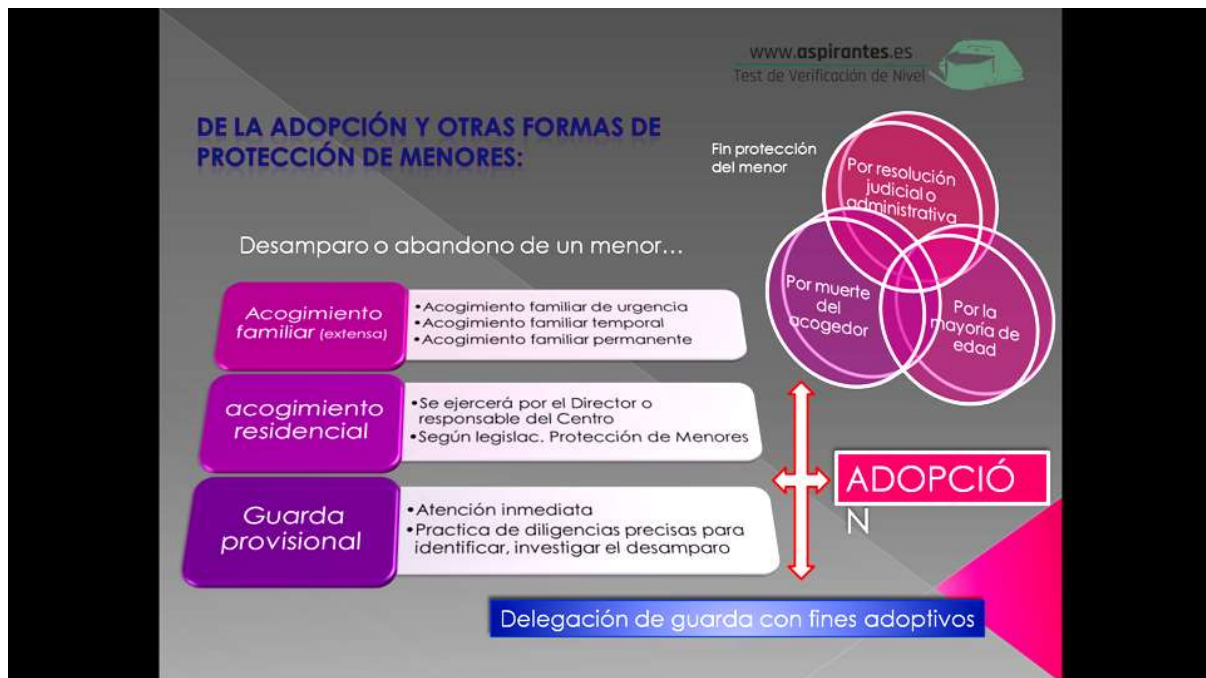 www.aspirantes.es
Test de Verificación de Nivel
DE LA ADOPCIÓN Y OTRAS FORMAS DE
PROTECCIÓN DE MENORES:
Fin protección
del menor
Por resolución
judicial o
administrativa
Por muerte
del
acogedor
Por la
mayoría de
edad
Desamparo o abandono de un menor...
Acogimiento
familiar (extensa)
•Acogimiento familiar de urgencia
•Acogimiento familiar temporal
•Acogimiento familiar permanente
acogimiento
residencial
•Se ejercerá por el Director o
responsable del Centro
•Según legislac. Protección de Menores
Guarda
provisional
•Atención inmediata
•Practica de diligencias precisas para
identificar, investigar el desamparo
ADOPCIÓ
N
Delegación de guarda con fines adoptivos